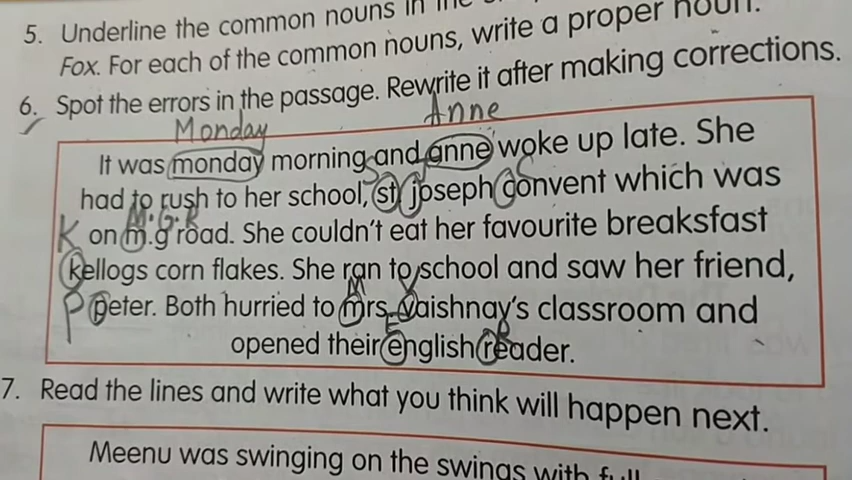 5. Underline the common nouns in the
Fox. For each of the common nouns, write a proper noun.
6. Spot the errors in the passage. Rewrite it after making corrections.
Monday Anne
It was monday morning and anne woke up late. She
S J C
had to rush to her school, st joseph convent which was
M.G.R
K on m.g road. She couldn't eat her favourite breaksfast
kellogs corn flakes. She ran to school and saw her friend,
M V
P peter. Both hurried to mrs. vaishnav's classroom and
E R
opened their english reader.
7. Read the lines and write what you think will happen next.
Meenu was swinging on the swings with full